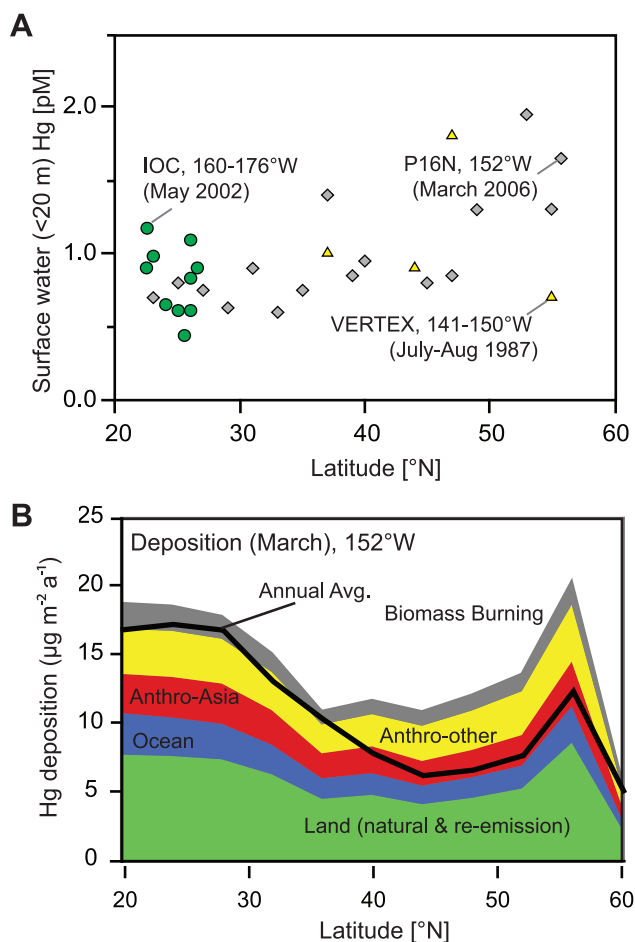 A
Surface water (<20 m) Hg [pM]
2.0
1.0
0.0
IOC, 160-176°W
(May 2002)
P16N, 152°W
(March 2006)
VERTEX, 141-150°W
(July-Aug 1987)
20 30 40 50 60
Latitude [°N]
B
Hg deposition (µg m⁻² a⁻¹)
25
20
15
10
5
0
Deposition (March), 152°W
Annual Avg.
Biomass Burning
Anthro-Asia
Anthro-other
Ocean
Land (natural & re-emission)
20 30 40 50 60
Latitude [°N]